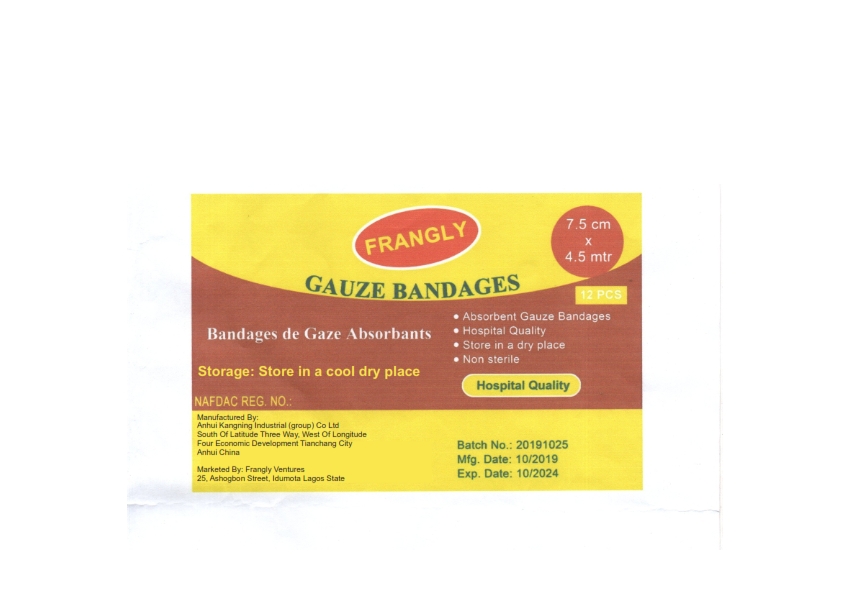 FRANGLY
7.5 cm
x
4.5 mtr
GAUZE BANDAGES
12 PCS
Bandages de Gaze Absorbants
• Absorbent Gauze Bandages
• Hospital Quality
• Store in a dry place
• Non sterile
Storage: Store in a cool dry place
Hospital Quality
NAFDAC REG. NO.:
Manufactured By:
Anhui Kangning Industrial (group) Co Ltd
South Of Latitude Three Way, West Of Longitude
Four Economic Development Tianchang City
Anhui China
Marketed By: Frangly Ventures
25, Ashogbon Street, Idumota Lagos State
Batch No.: 20191025
Mfg. Date: 10/2019
Exp. Date: 10/2024